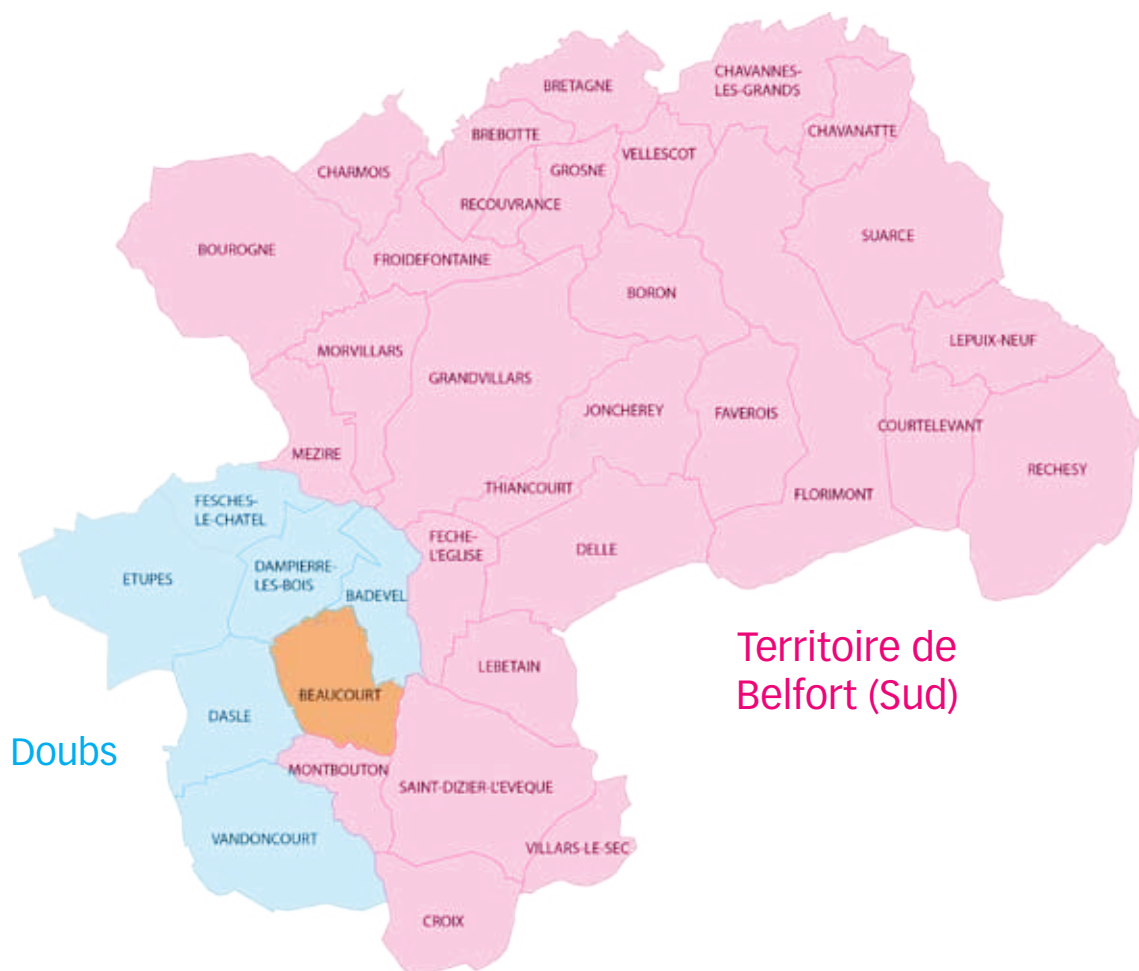 BRETAGNE
CHAVANNES-
LES-GRANDS
BREBOTTE
CHAVANATTE
VELLESCOT
CHARMOIS
GROSNE
RECOUVRANCE
SUARCE
BOUROGNE
FROIDEFONTAINE
BORON
LEPUIX-NEUF
MORVILLARS
GRANDVILLARS
JONCHEREY
FAVEROIS
COURTELEVANT
MEZIRE
RECHESY
THIANCOURT
FLORIMONT
FESCHES-
LE-CHATEL
FECHE-
L'EGLISE
DELLE
DAMPIERRE-
LES-BOIS
ETUPES
BADEVEL
Territoire de
Belfort (Sud)
LEBETAIN
BEAUCOURT
DASLE
Doubs
MONTBOUTON
SAINT-DIZIER-L'EVEQUE
VANDONCOURT
VILLARS-LE-SEC
CROIX